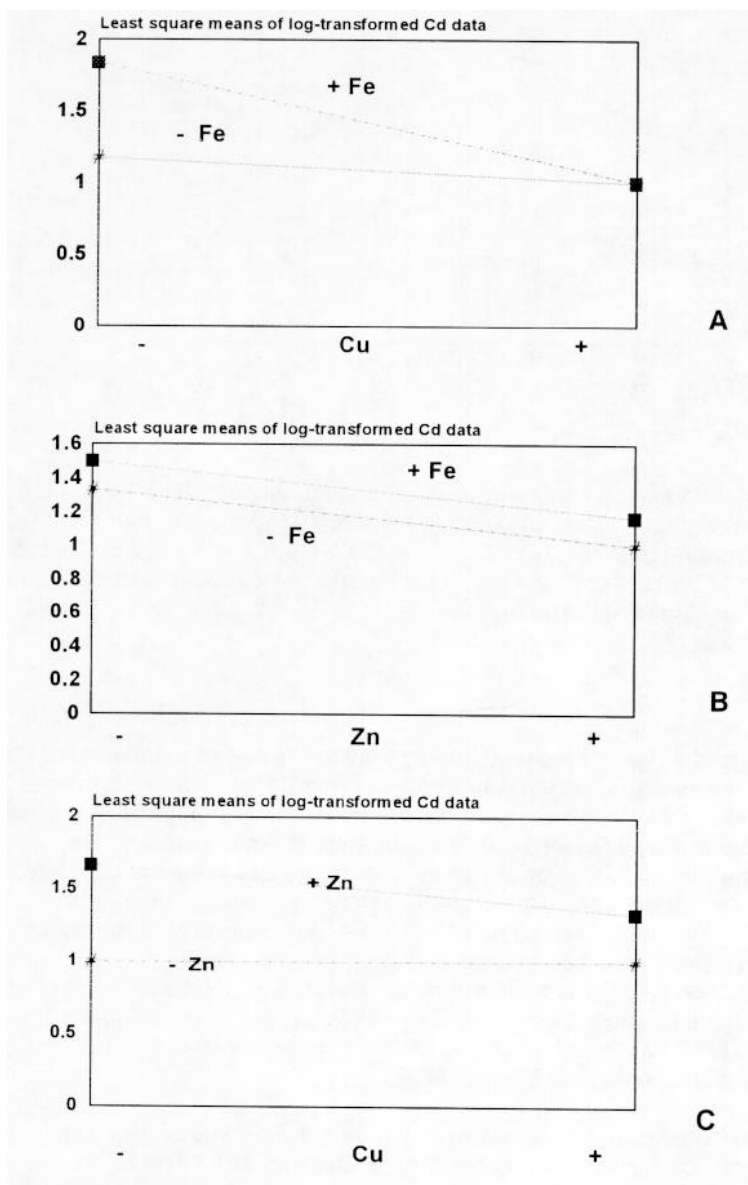 Least square means of log-transformed Cd data
2
+ Fe
1.5
- Fe
1
0.5
0
- Cu +
A
Least square means of log-transformed Cd data
1.6
+ Fe
1.4
1.2
- Fe
1
0.8
0.6
0.4
0.2
0
B
- Zn +
Least square means of log-transformed Cd data
2
1.5 + Zn
1 - Zn
0.5
0
C
- Cu +